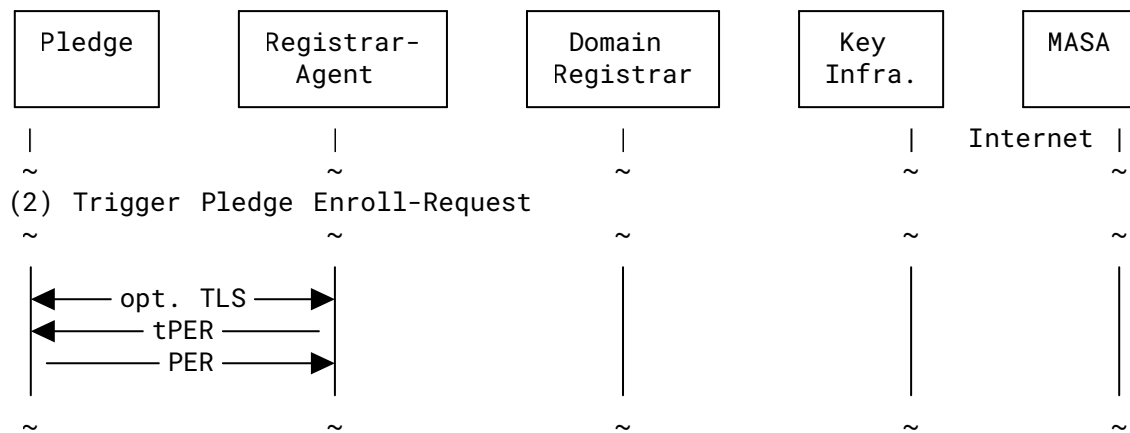 Pledge Registrar- Domain Key MASA
Agent Registrar Infra.
| | | | Internet |
~ ~ ~ ~ ~
(2) Trigger Pledge Enroll-Request
~ ~ ~ ~ ~
opt. TLS
tPER
PER
~ ~ ~ ~ ~